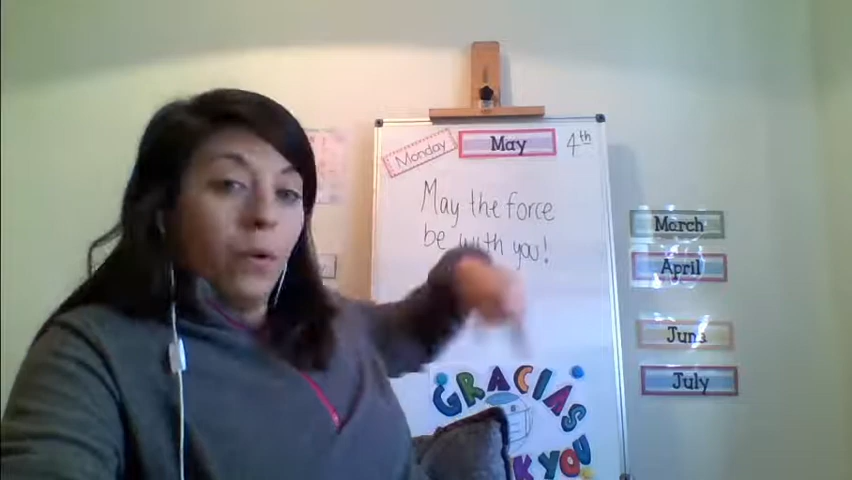 Monday
May
4th
May the force
be with you!
March
April
June
July
GRACIAS
YOU